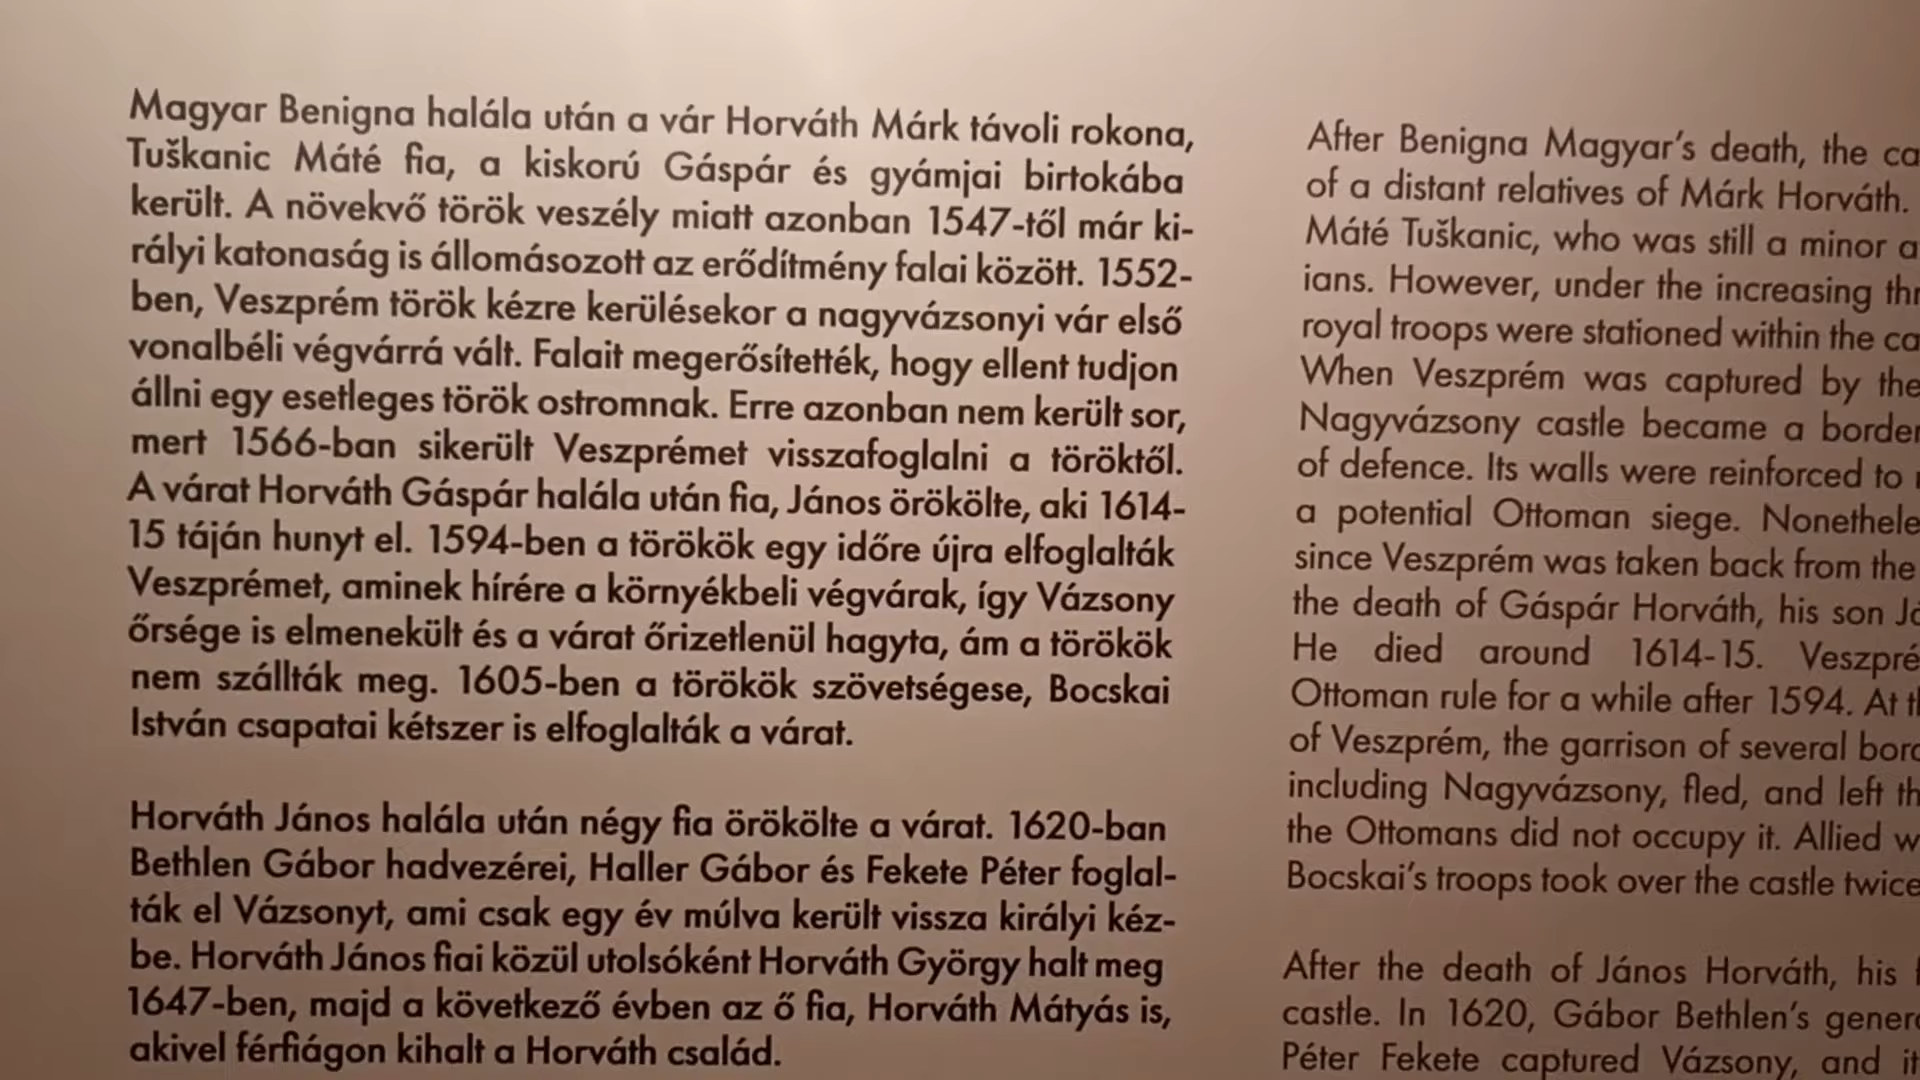 Magyar Benigna halála után a vár Horváth Márk távoli rokona,
Tuškanic Máté fia, a kiskorú Gáspár és gyámjai birtokába
került. A növekvő török veszély miatt azonban 1547-től már ki-
rályi katonaság is állomásozott az erődítmény falai között. 1552-
ben, Veszprém török kézre kerülésekor a nagyvázsonyi vár első
vonalbéli végvárrá vált. Falait megerősítették, hogy ellent tudjon
állni egy esetleges török ostromnak. Erre azonban nem került sor,
mert 1566-ban sikerült Veszprémet visszafoglalni a töröktől.
A várat Horváth Gáspár halála után fia, János örökölte, aki 1614-
15 táján hunyt el. 1594-ben a törökök egy időre újra elfoglalták
Veszprémet, aminek hírére a környékbeli végvárak, így Vázsony
őrsége is elmenekült és a várat őrizetlenül hagyta, ám a törökök
nem szállták meg. 1605-ben a törökök szövetségese, Bocskai
István csapatai kétszer is elfoglalták a várat.
Horváth János halála után négy fia örökölte a várat. 1620-ban
Bethlen Gábor hadvezérei, Haller Gábor és Fekete Péter foglal-
ták el Vázsonyt, ami csak egy év múlva került vissza királyi kéz-
be. Horváth János fiai közül utolsóként Horváth György halt meg
1647-ben, majd a következő évben az ő fia, Horváth Mátyás is,
akivel férfiágon kihalt a Horváth család.
After Benigna Magyar's death, the
of a distant relatives of Márk Horváth.
Máté Tuškanic, who was still a minor
ians. However, under the increasing
royal troops were stationed within the
When Veszprém was captured by the
Nagyvázsony castle became a border
of defence. Its walls were reinforced to
a potential Ottoman siege.
since Veszprém was taken back from the
the death of Gáspár Horváth, his son
He died around 1614-15.
Ottoman rule for a while after 1594. At
of Veszprém, the garrison of several
including Nagyvázsony, fled, and left
the Ottomans did not occupy it. Allied
Bocskai's troops took over the castle twice
After the death of János Horváth, his
castle. In 1620, Gábor Bethlen's
Péter Fekete captured Vázsony, and it